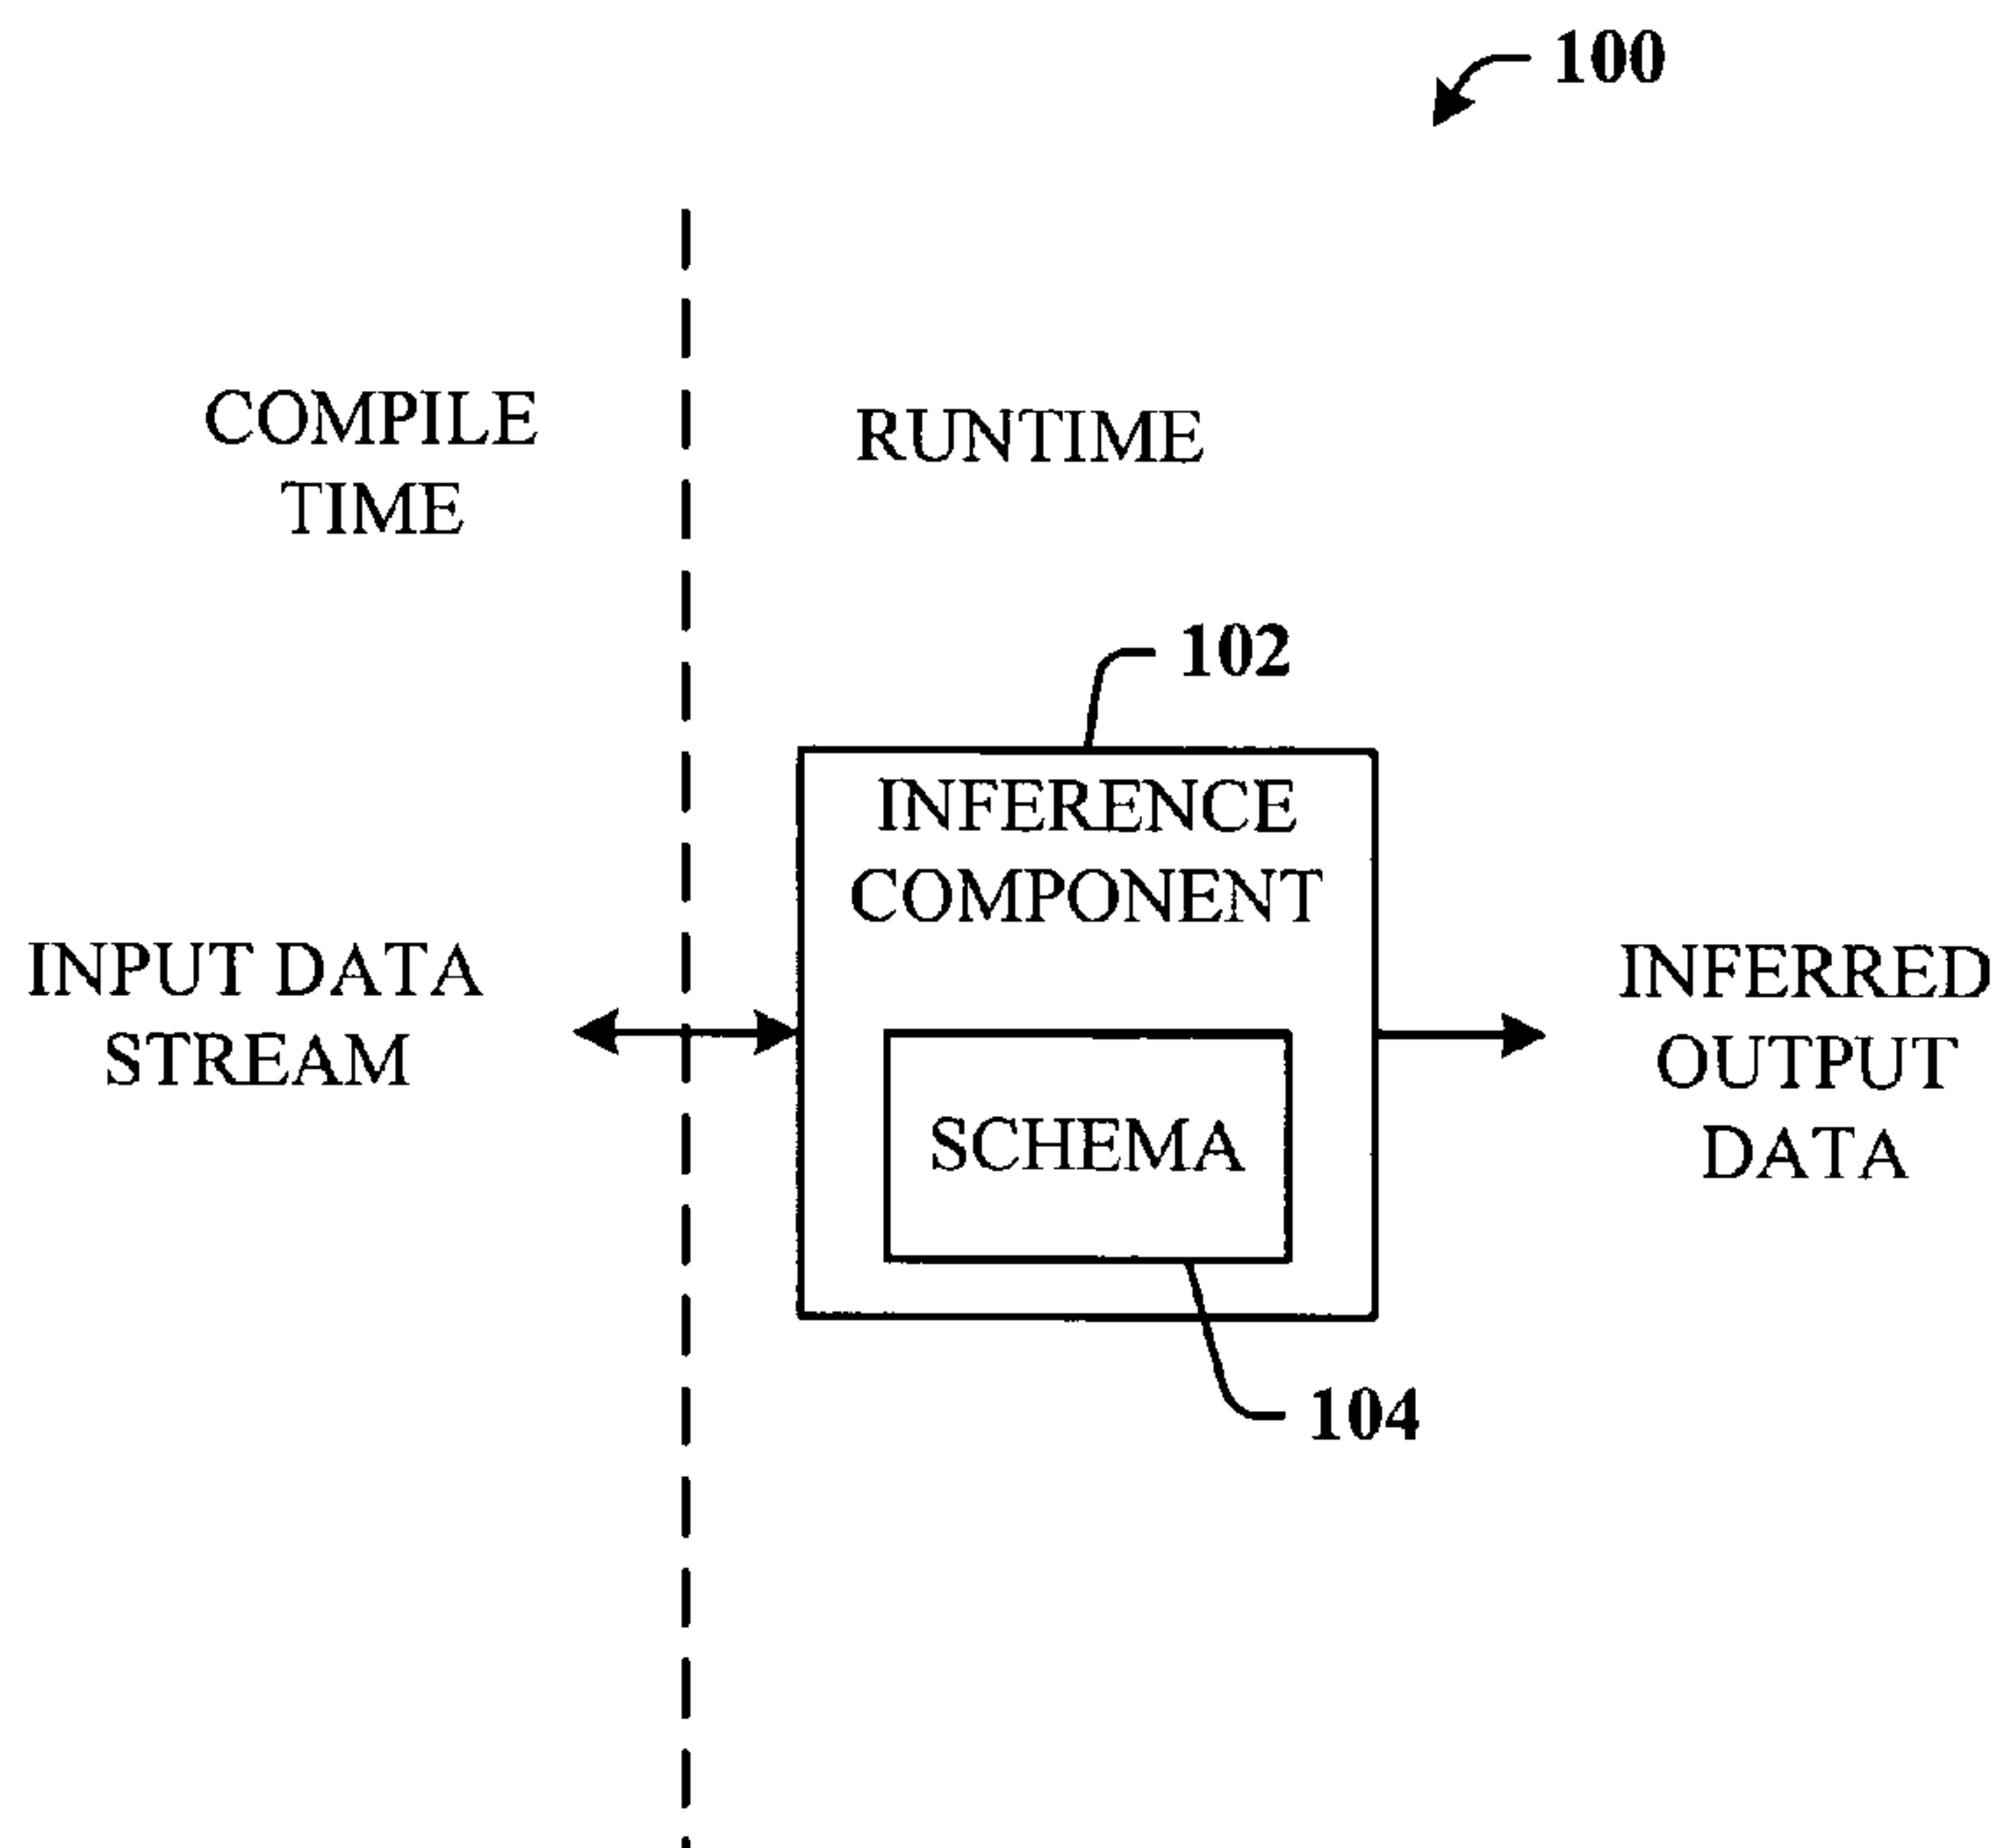 100
COMPILE
TIME
RUNTIME
102
INFERENCE
COMPONENT
INPUT DATA
STREAM
SCHEMA
INFERRED
OUTPUT
DATA
104